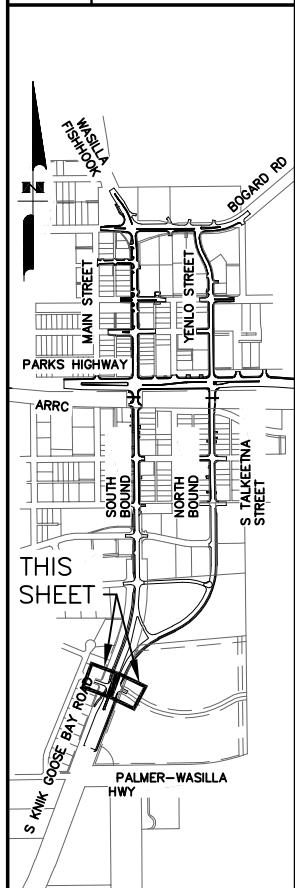 N
WASILLA
FISHHOOK
BOGARD RD
MAIN STREET
YENLO STREET
PARKS HIGHWAY
ARRC
SOUTH
BOUND
NORTH
BOUND
S TALKEETNA
STREET
THIS
SHEET
S KNIK GOOSE BAY ROAD
PALMER-WASILLA
HWY